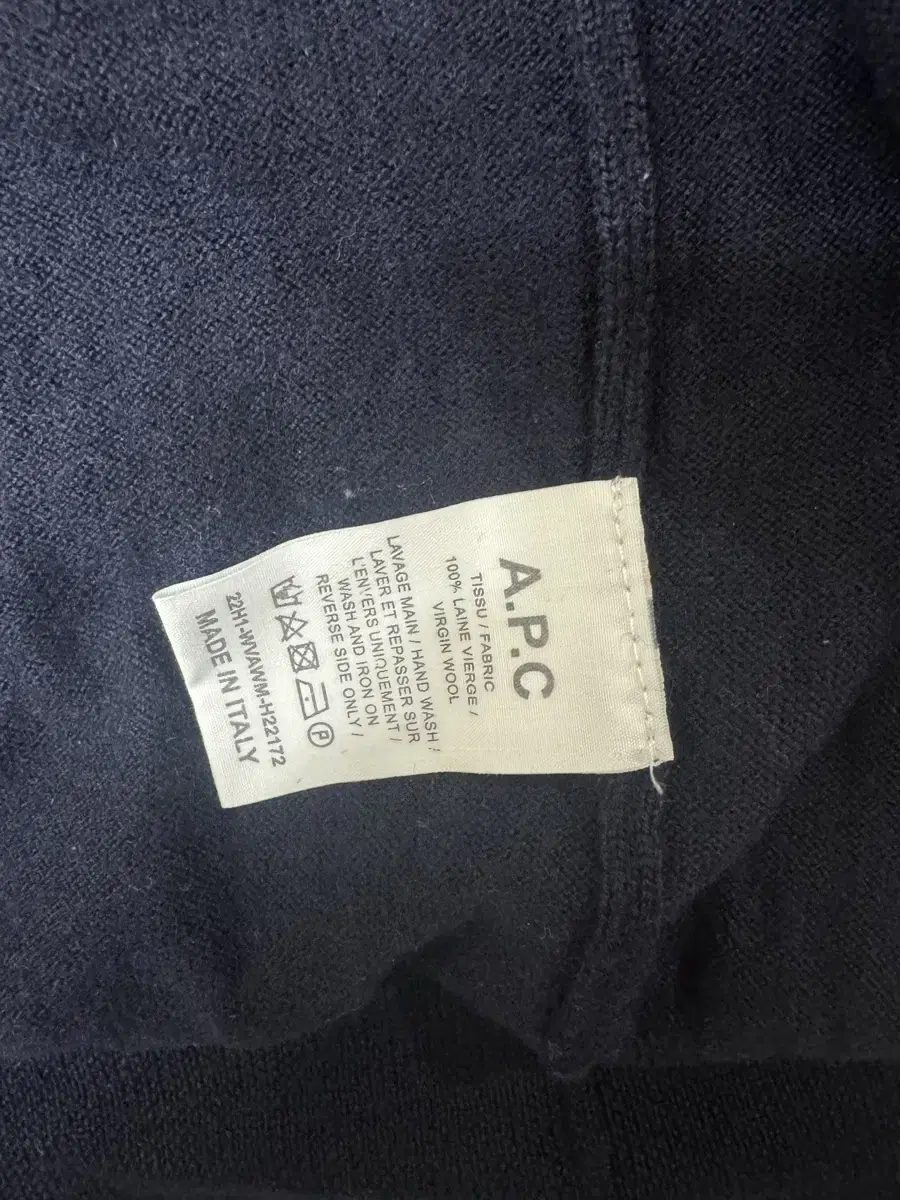 A.P.C
TISSU / FABRIC
100% LAINE VIERGE /
VIRGIN WOOL
LAVAGE MAIN / HAND WASH /
LAVER ET REPASSER SUR
L'ENVERS UNIQUEMENT /
WASH AND IRON ON
REVERSE SIDE ONLY /
P
22H1-WVAWM-H22172
MADE IN ITALY